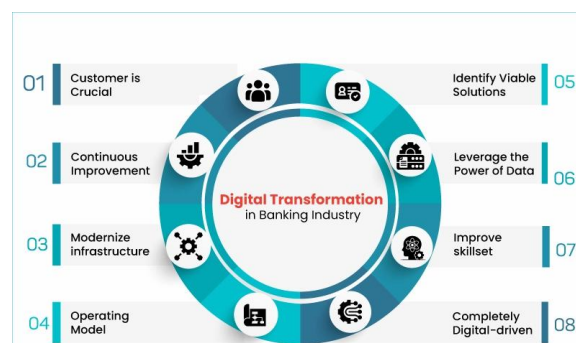 01
Customer is
Crucial
02
Continuous
Improvement
03
Modernize
infrastructure
04
Operating
Model
Digital Transformation
in Banking Industry
Identify Viable
Solutions
05
Leverage the
Power of Data
06
Improve
skillset
07
Completely
Digital-driven
08